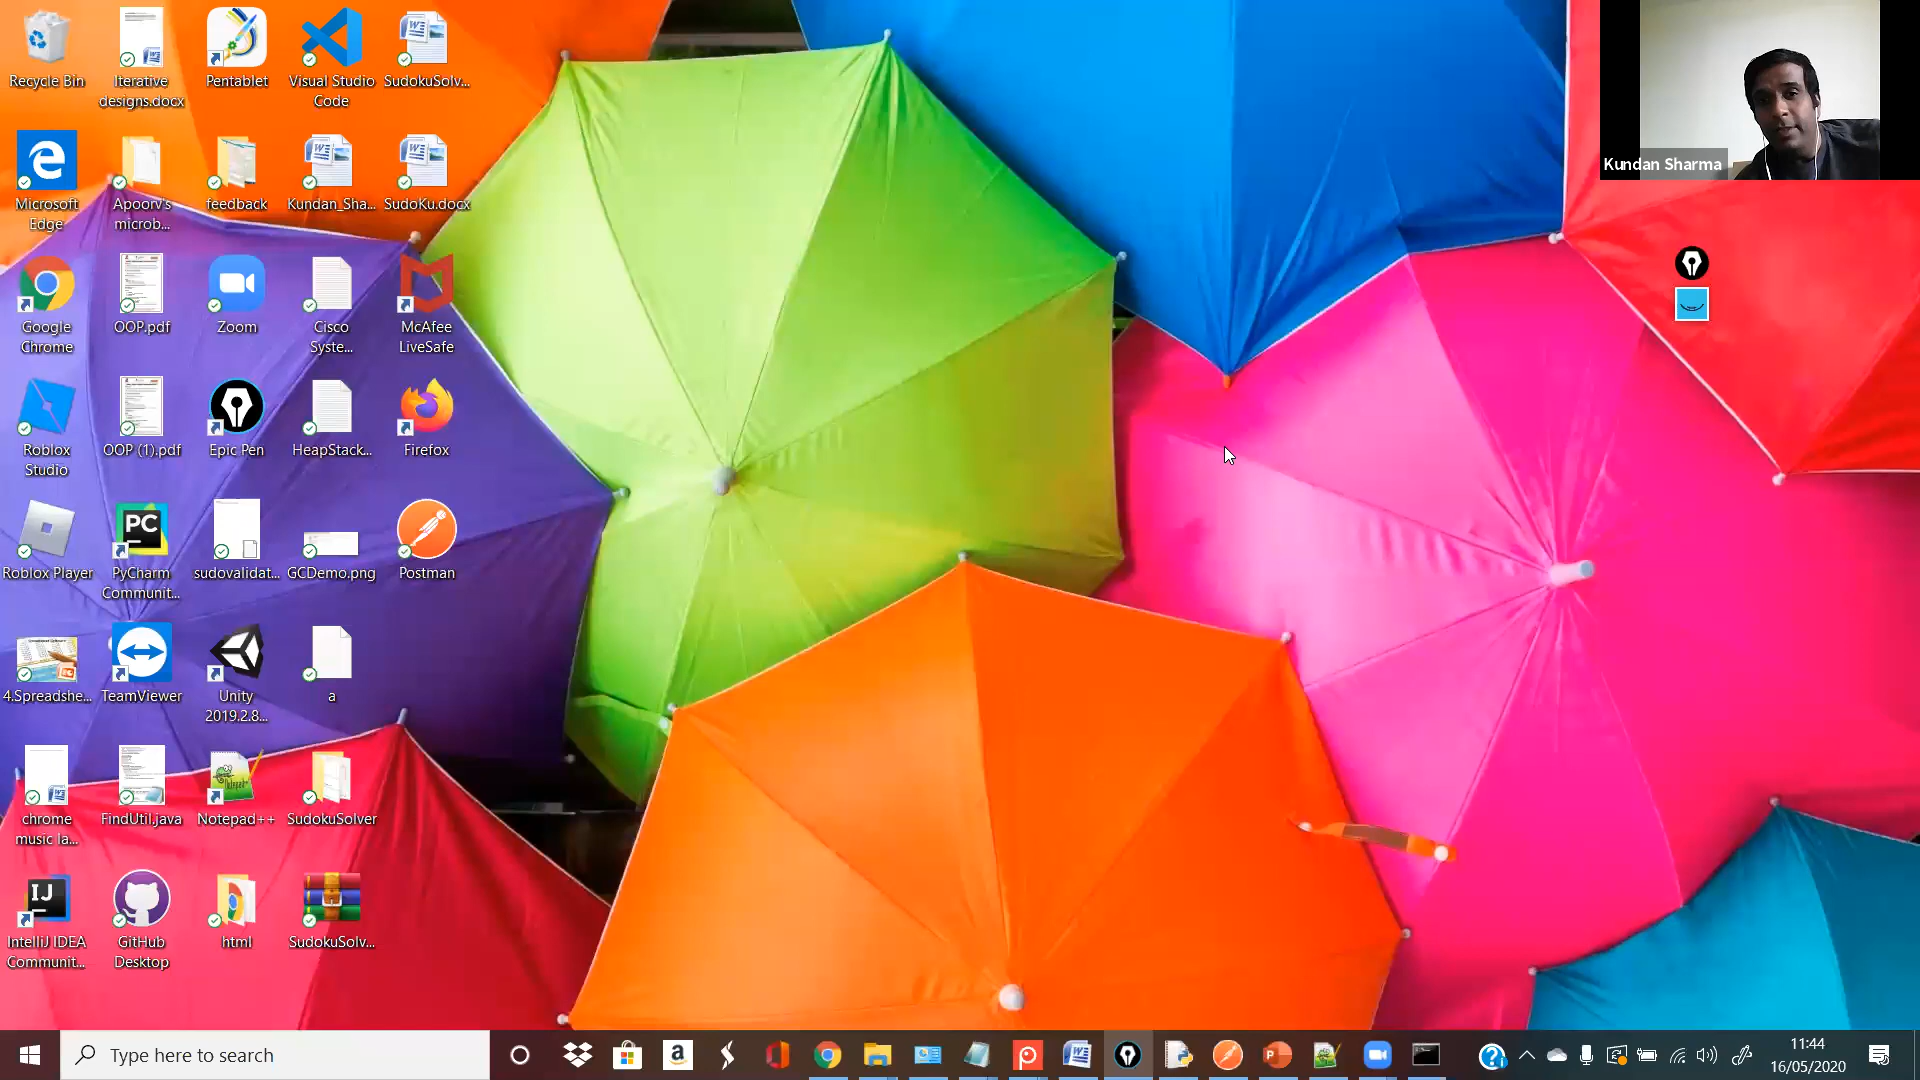 Recycle Bin
Iterative
designs.docx
Pentablet
Visual Studio
Code
SudokuSolv...
Microsoft
Edge
Apoorv's
microb...
feedback
Kundan_Sha...
SudoKu.docx
Google
Chrome
OOP.pdf
Zoom
Cisco
Syste...
McAfee
LiveSafe
Roblox
Studio
OOP (1).pdf
Epic Pen
HeapStack...
Firefox
Roblox Player
PC
PyCharm
Communit...
sudovalidat...
GCDemo.png
Postman
4.Spreadshe...
TeamViewer
Unity
2019.2.8...
a
chrome
music la...
FindUtil.java
Notepad++
SudokuSolver
IJ
IntelliJ IDEA
Communit...
GitHub
Desktop
html
SudokuSolv...
Kundan Sharma
Type here to search
11:44
16/05/2020